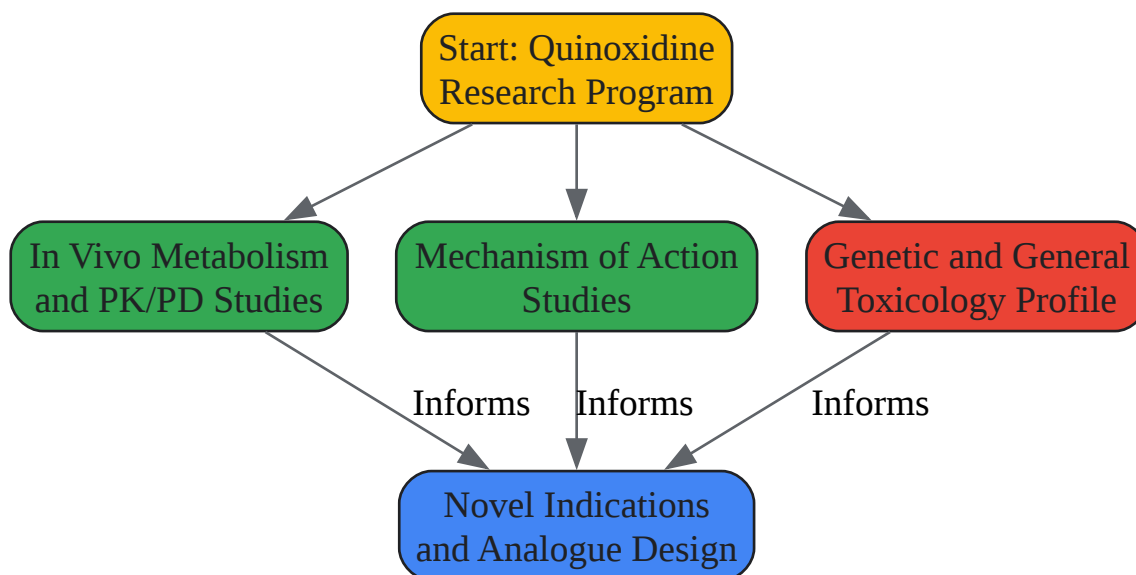 Start: Quinoxidine
Research Program
In Vivo Metabolism
and PK/PD Studies
Mechanism of Action
Studies
Genetic and General
Toxicology Profile
Informs
Informs
Informs
Novel Indications
and Analogue Design